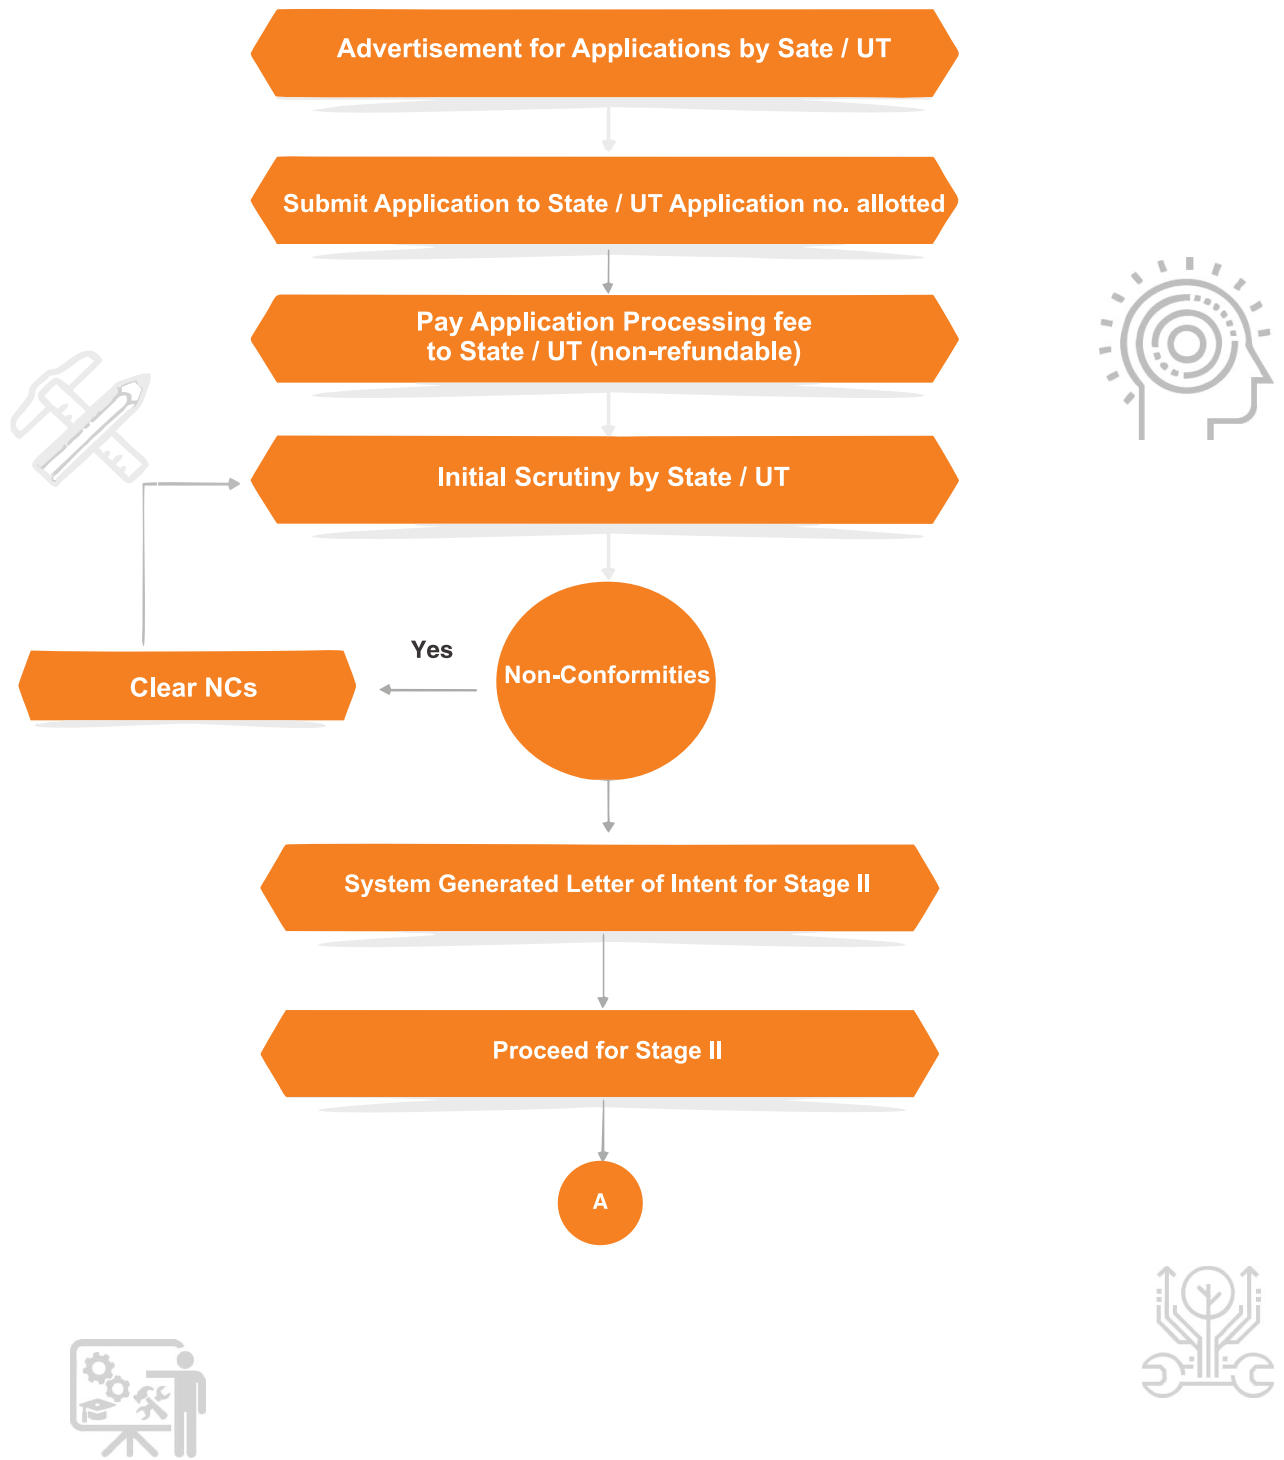 Advertisement for Applications by Sate / UT
Submit Application to State / UT Application no. allotted
Pay Application Processing fee
to State / UT (non-refundable)
Initial Scrutiny by State / UT
Yes
Non-Conformities
Clear NCs
System Generated Letter of Intent for Stage II
Proceed for Stage II
A